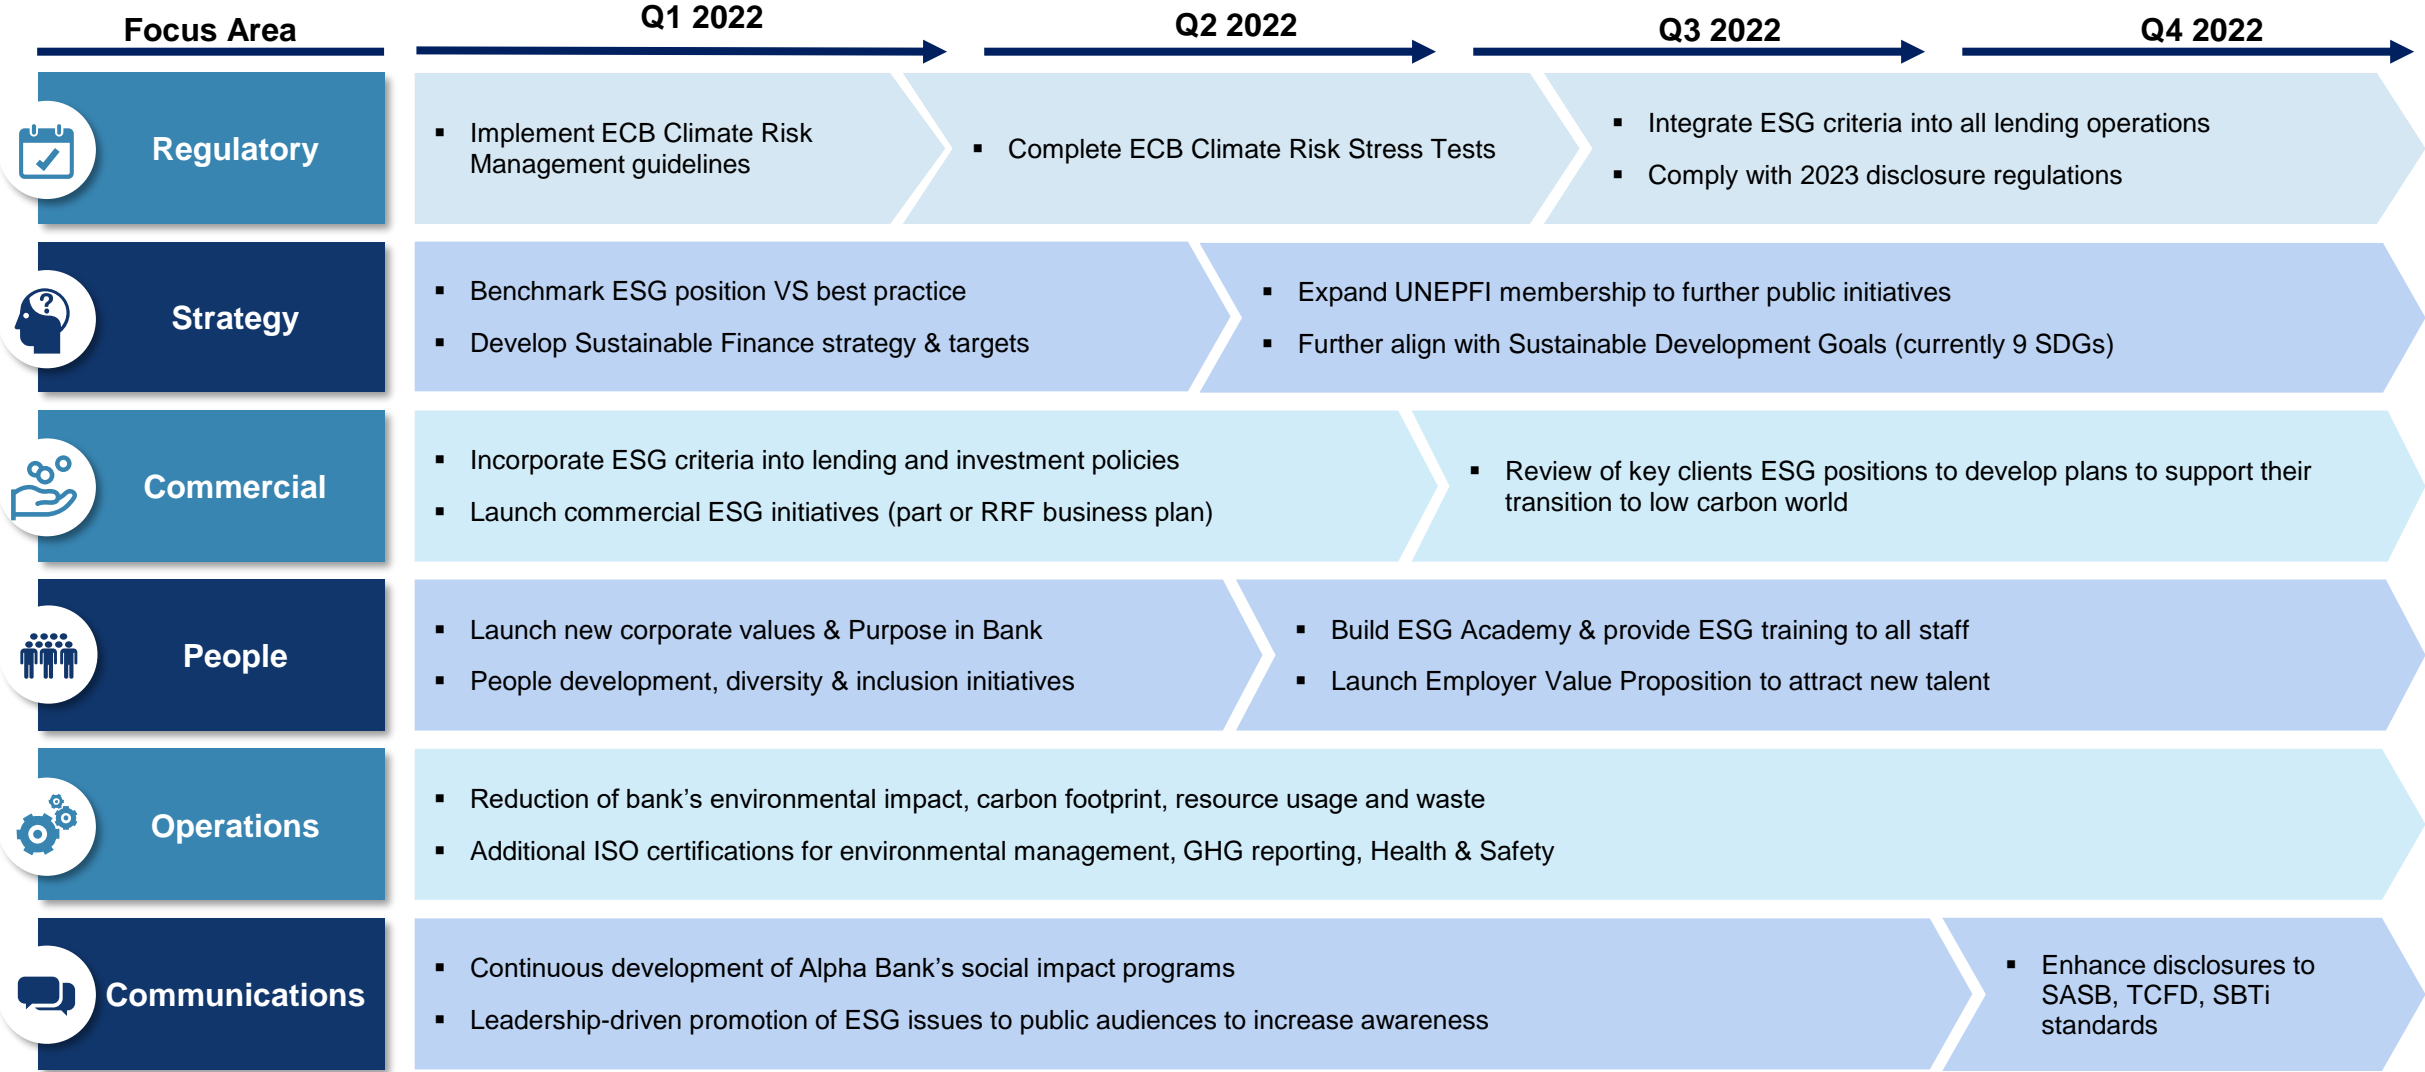 Focus Area
Q1 2022
Q2 2022
Q3 2022
Q4 2022
Regulatory
▪ Implement ECB Climate Risk
Management guidelines
▪ Complete ECB Climate Risk Stress Tests
▪ Integrate ESG criteria into all lending operations
▪ Comply with 2023 disclosure regulations
Strategy
▪ Benchmark ESG position VS best practice
▪ Develop Sustainable Finance strategy & targets
▪ Expand UNEPFI membership to further public initiatives
▪ Further align with Sustainable Development Goals (currently 9 SDGs)
Commercial
▪ Incorporate ESG criteria into lending and investment policies
▪ Launch commercial ESG initiatives (part or RRF business plan)
▪ Review of key clients ESG positions to develop plans to support their
transition to low carbon world
People
▪ Launch new corporate values & Purpose in Bank
▪ People development, diversity & inclusion initiatives
▪ Build ESG Academy & provide ESG training to all staff
▪ Launch Employer Value Proposition to attract new talent
Operations
▪ Reduction of bank’s environmental impact, carbon footprint, resource usage and waste
▪ Additional ISO certifications for environmental management, GHG reporting, Health & Safety
Communications
▪ Continuous development of Alpha Bank’s social impact programs
▪ Leadership-driven promotion of ESG issues to public audiences to increase awareness
▪ Enhance disclosures to
SASB, TCFD, SBTi
standards